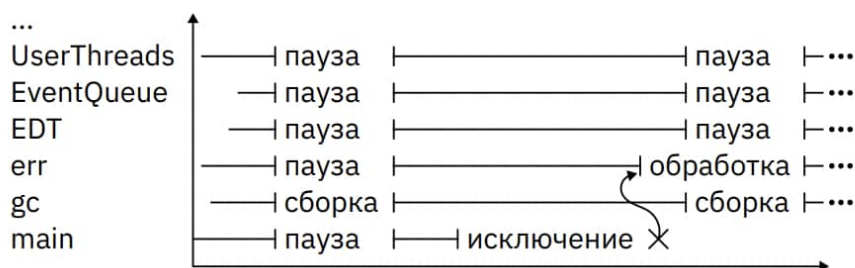 ...
UserThreads пауза пауза ...
EventQueue пауза пауза ...
EDT пауза пауза ...
err пауза обработка ...
gc сборка сборка ...
main пауза исключение